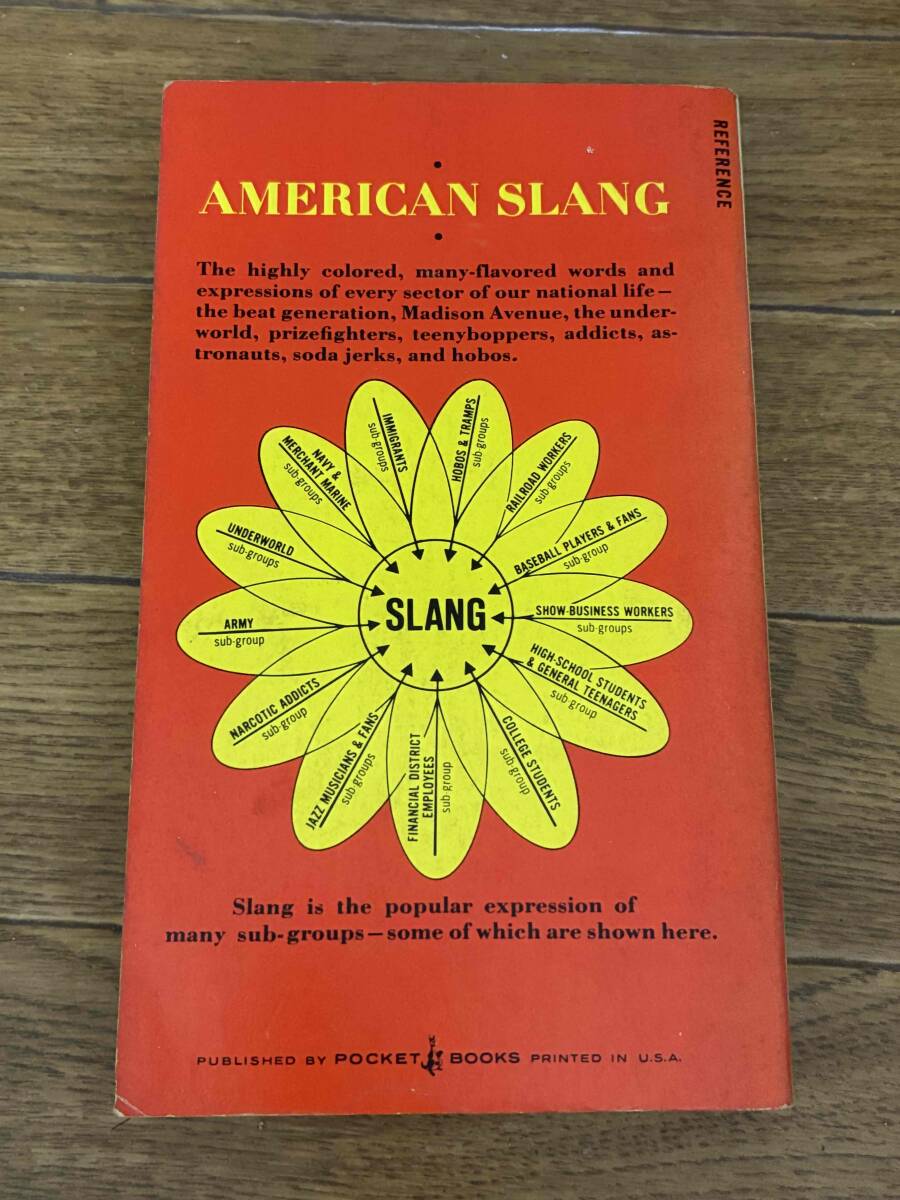 REFERENCE
AMERICAN SLANG
The highly colored, many-flavored words and
expressions of every sector of our national life—
the beat generation, Madison Avenue, the under-
world, prizefighters, teenyboppers, addicts, as-
tronauts, soda jerks, and hobos.
IMMIGRANTS
sub-groups
HOBOS & TRAMPS
sub-groups
RAILROAD WORKERS
sub-groups
BASEBALL PLAYERS & FANS
sub-group
SHOW-BUSINESS WORKERS
sub-groups
HIGH-SCHOOL STUDENTS
& GENERAL TEENAGERS
sub-group
COLLEGE STUDENTS
sub-group
FINANCIAL DISTRICT
EMPLOYEES
sub-group
JAZZ MUSICIANS & FANS
sub-groups
NARCOTIC ADDICTS
sub-group
ARMY
sub-group
UNDERWORLD
sub-groups
NAVY &
MERCHANT MARINE
sub-groups
SLANG
Slang is the popular expression of
many sub-groups—some of which are shown here.
PUBLISHED BY POCKET BOOKS PRINTED IN U.S.A.